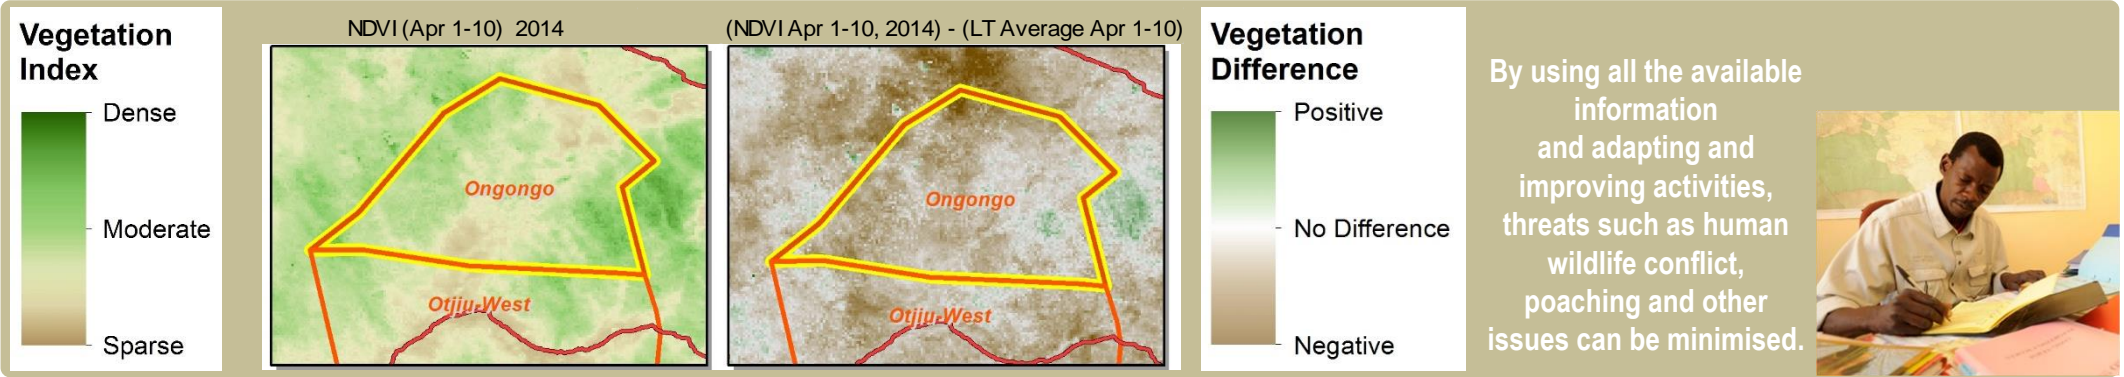 Vegetation
Index
Dense
Moderate
Sparse
NDVI (Apr 1-10) 2014
Ongongo
Otjiu-West
(NDVI Apr 1-10, 2014) - (LT Average Apr 1-10)
Ongongo
Otjiu-West
Vegetation
Difference
Positive
No Difference
Negative
By using all the available
information
and adapting and
improving activities,
threats such as human
wildlife conflict,
poaching and other
issues can be minimised.